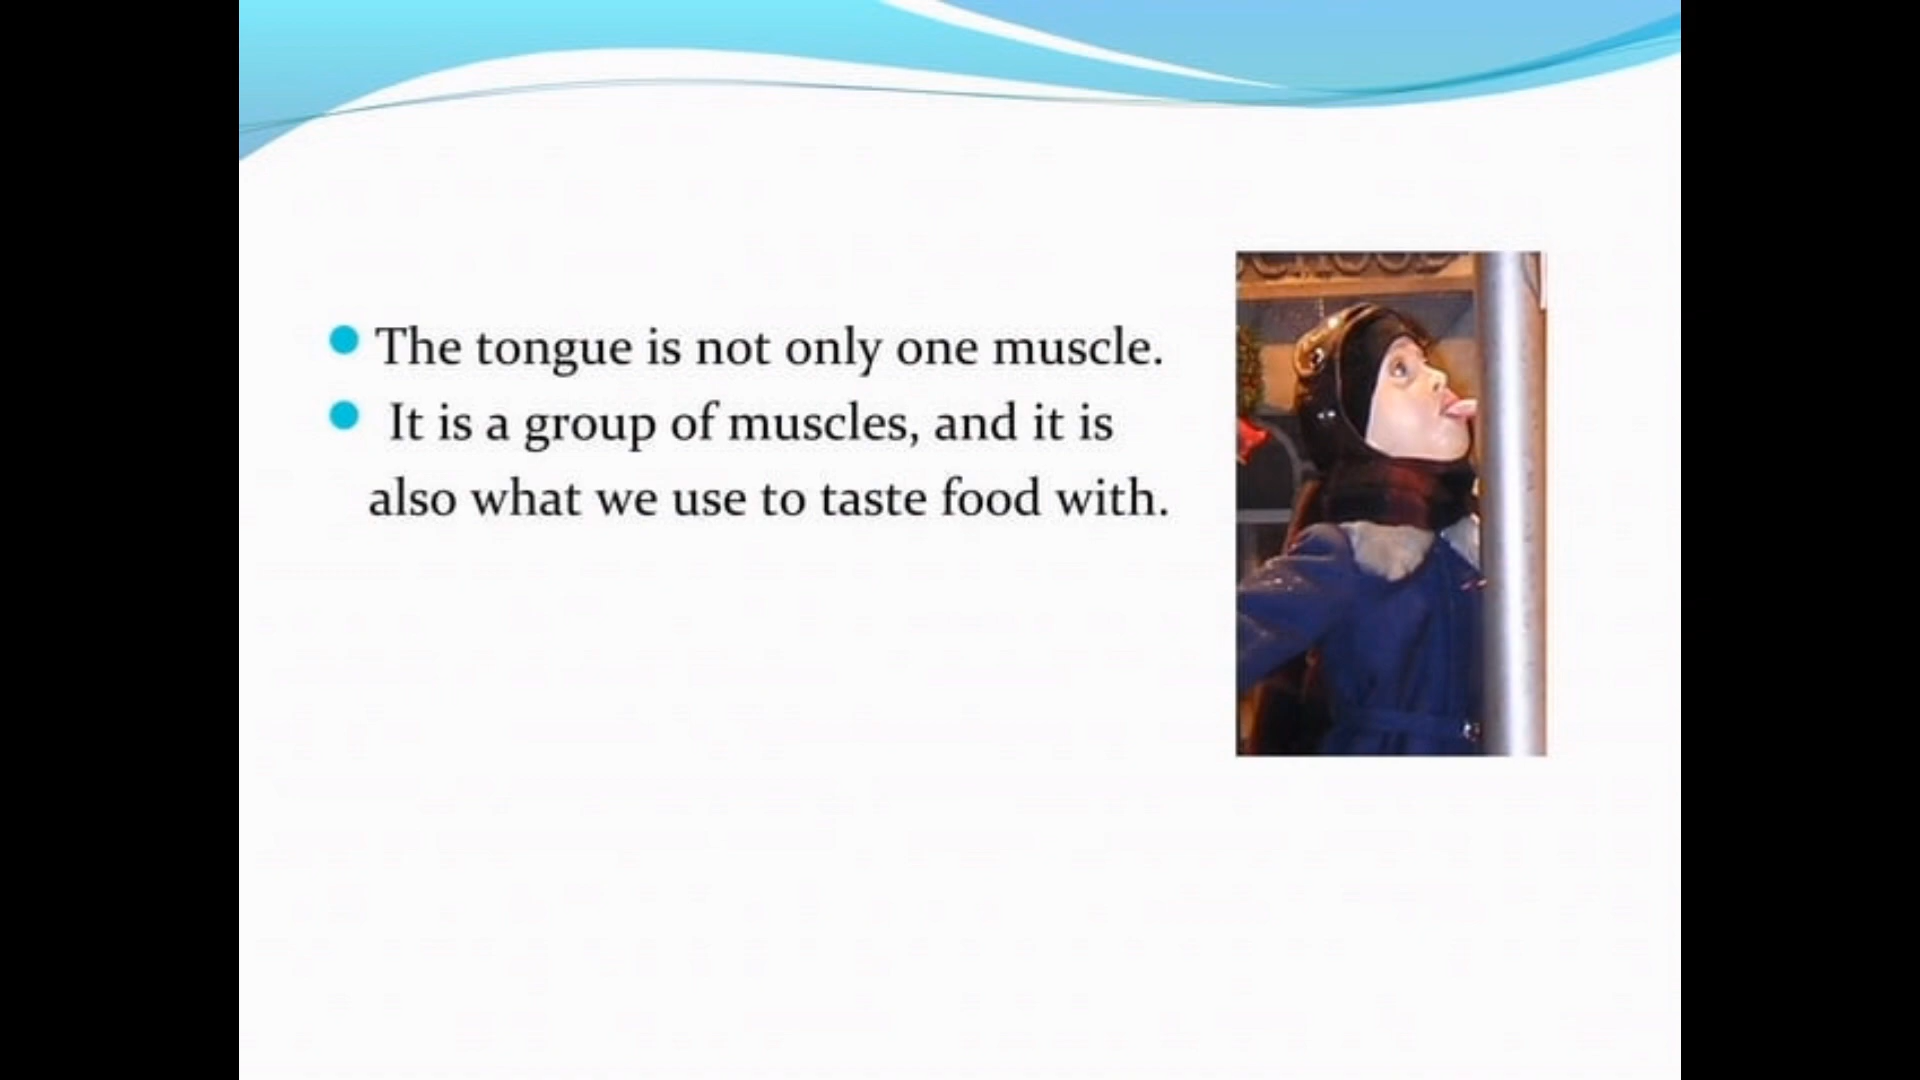 The tongue is not only one muscle.
It is a group of muscles, and it is
also what we use to taste food with.